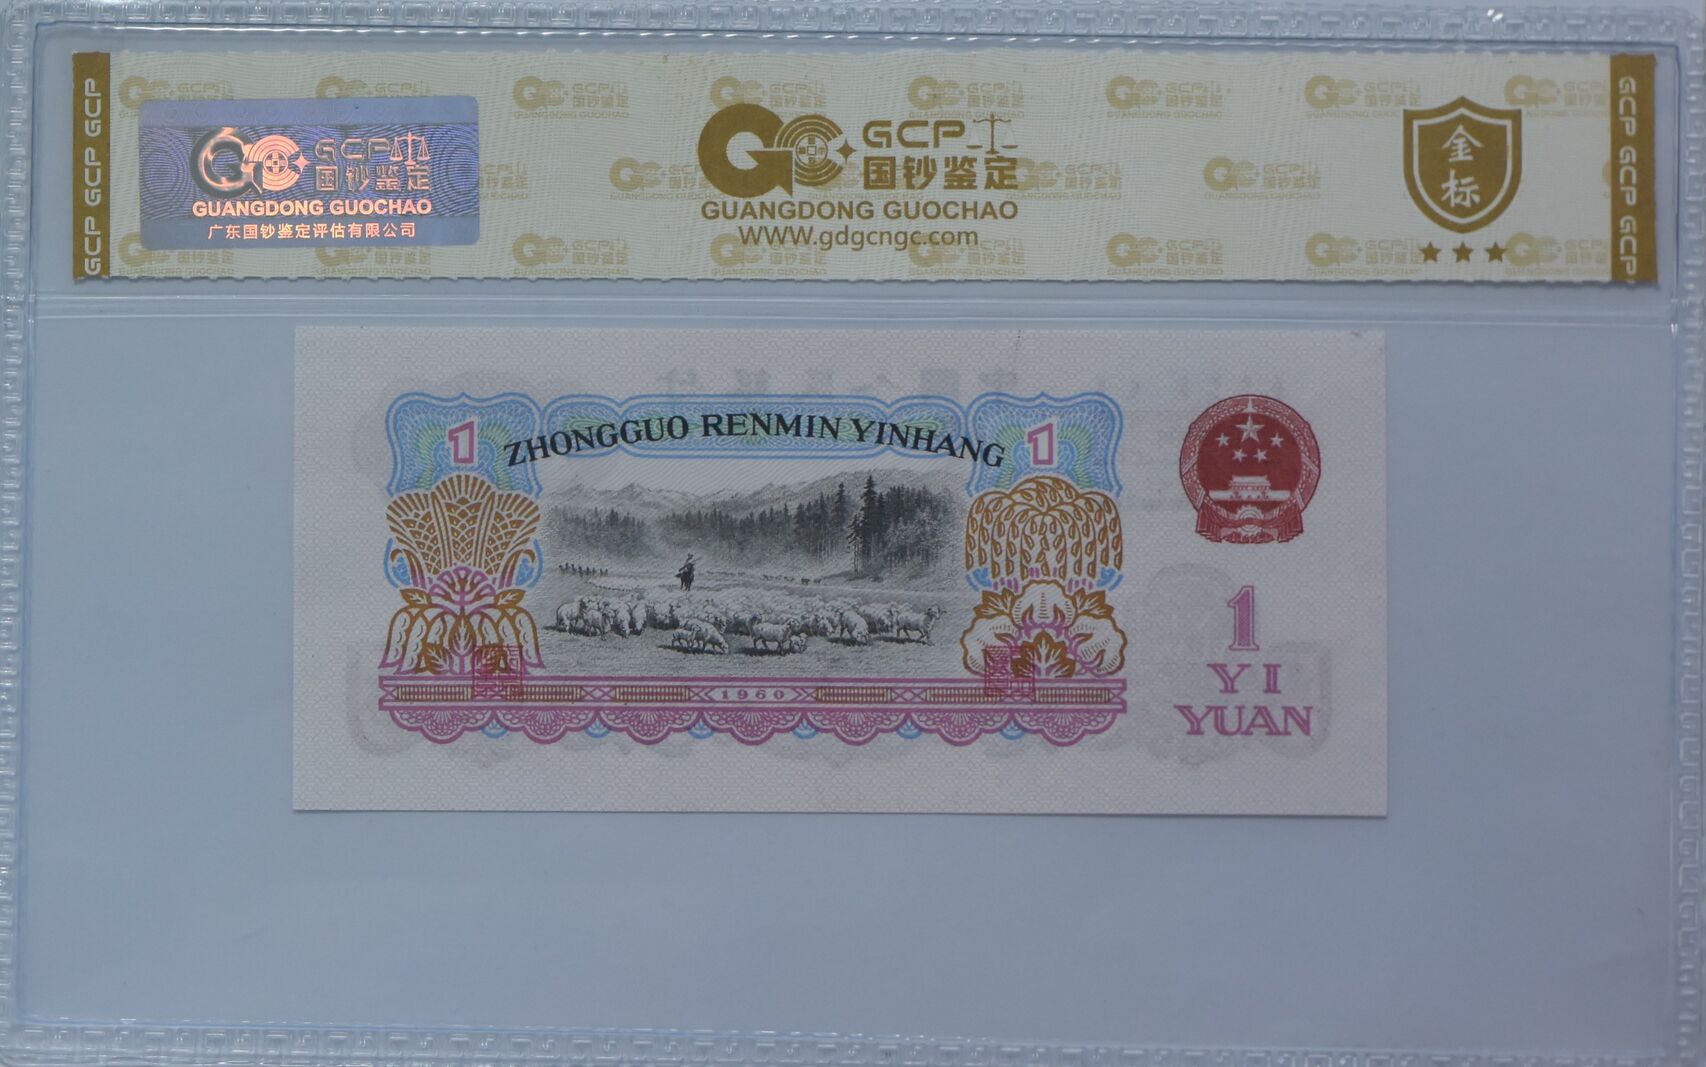 GCP 国钞鉴定
GUANGDONG GUOCHAO
广东国钞鉴定评估有限公司
GCP 国钞鉴定
GUANGDONG GUOCHAO
WWW.gdgcngc.com
金标
GCP GCP GCP
GCP GCP GCP
1
ZHONGGUO RENMIN YINHANG
1
1960
1
YI
YUAN